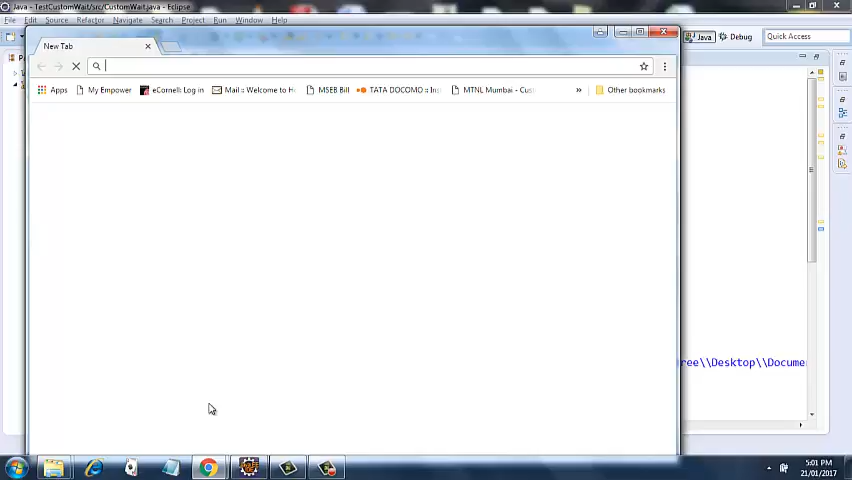 Java - TestCustomWait/src/CustomWait.java - Eclipse
File Edit Source Refactor Navigate Search Project Run Window Help
New Tab
Java Debug Quick Access
Apps My Empower eCornell: Log in Mail :: Welcome to H MSEB Bill TATA DOCOMO :: Ins MTNL Mumbai - Cus » Other bookmarks
ree\\Desktop\\Docume
5:01 PM
21/01/2017